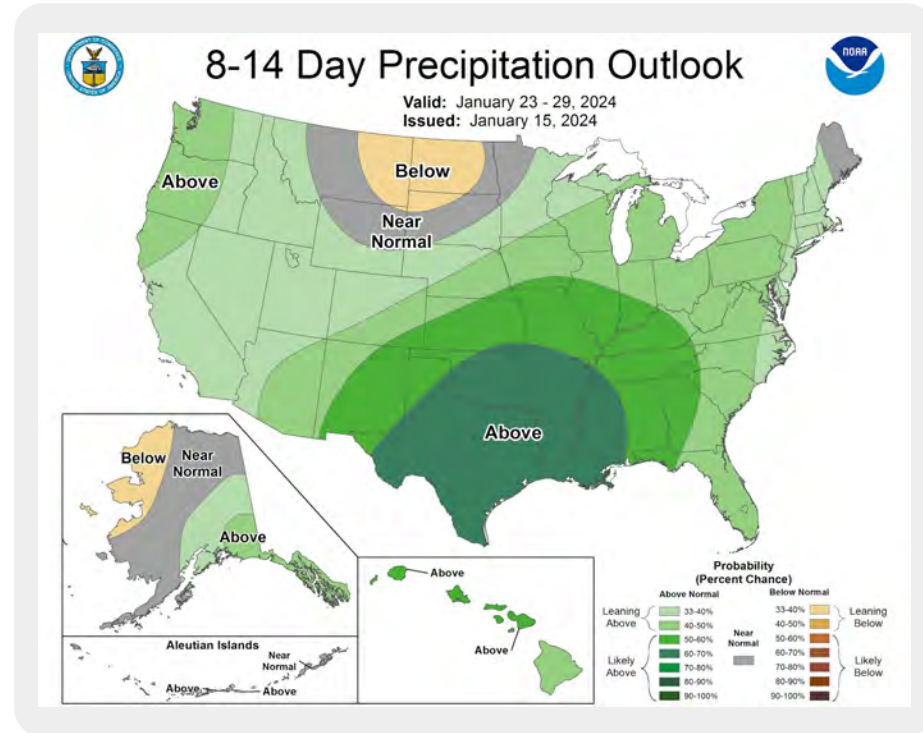 8-14 Day Precipitation Outlook
Valid: January 23 - 29, 2024
Issued: January 15, 2024
NOAA
Above
Below
Near
Normal
Above
Below
Near
Normal
Above
Aleutian Islands
Near
Normal
Above
Above
Above
Above
Probability
(Percent Chance)
Above Normal
Below Normal
Leaning
Above
33-40%
40-50%
Likely
Above
50-60%
60-70%
70-80%
80-90%
90-100%
Near
Normal
33-40%
40-50%
Leaning
Below
50-60%
60-70%
70-80%
80-90%
90-100%
Likely
Below